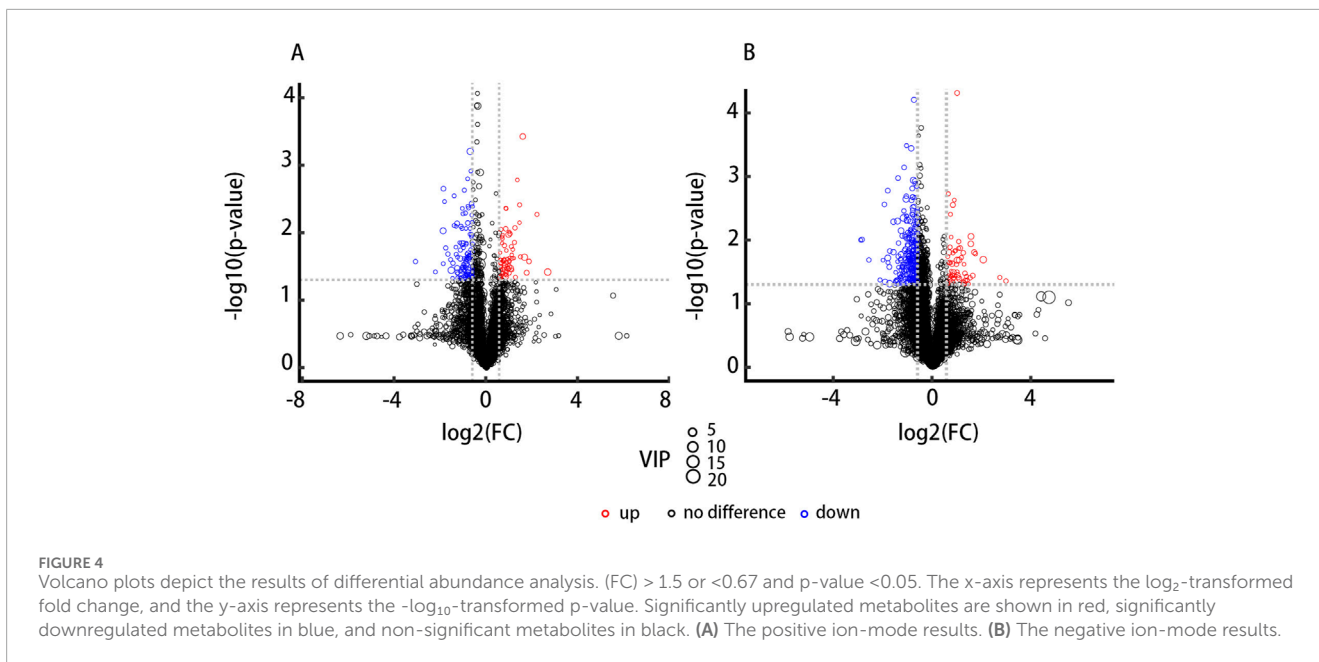 A
B
4
3
2
1
0
-log10(p-value)
-8
-4
0
4
8
log2(FC)
4
3
2
1
0
-log10(p-value)
-4
0
4
log2(FC)
VIP
5
10
15
20
up no difference down
FIGURE 4
Volcano plots depict the results of differential abundance analysis. (FC) > 1.5 or <0.67 and p-value <0.05. The x-axis represents the log₂-transformed
fold change, and the y-axis represents the -log₁₀-transformed p-value. Significantly upregulated metabolites are shown in red, significantly
downregulated metabolites in blue, and non-significant metabolites in black. (A) The positive ion-mode results. (B) The negative ion-mode results.